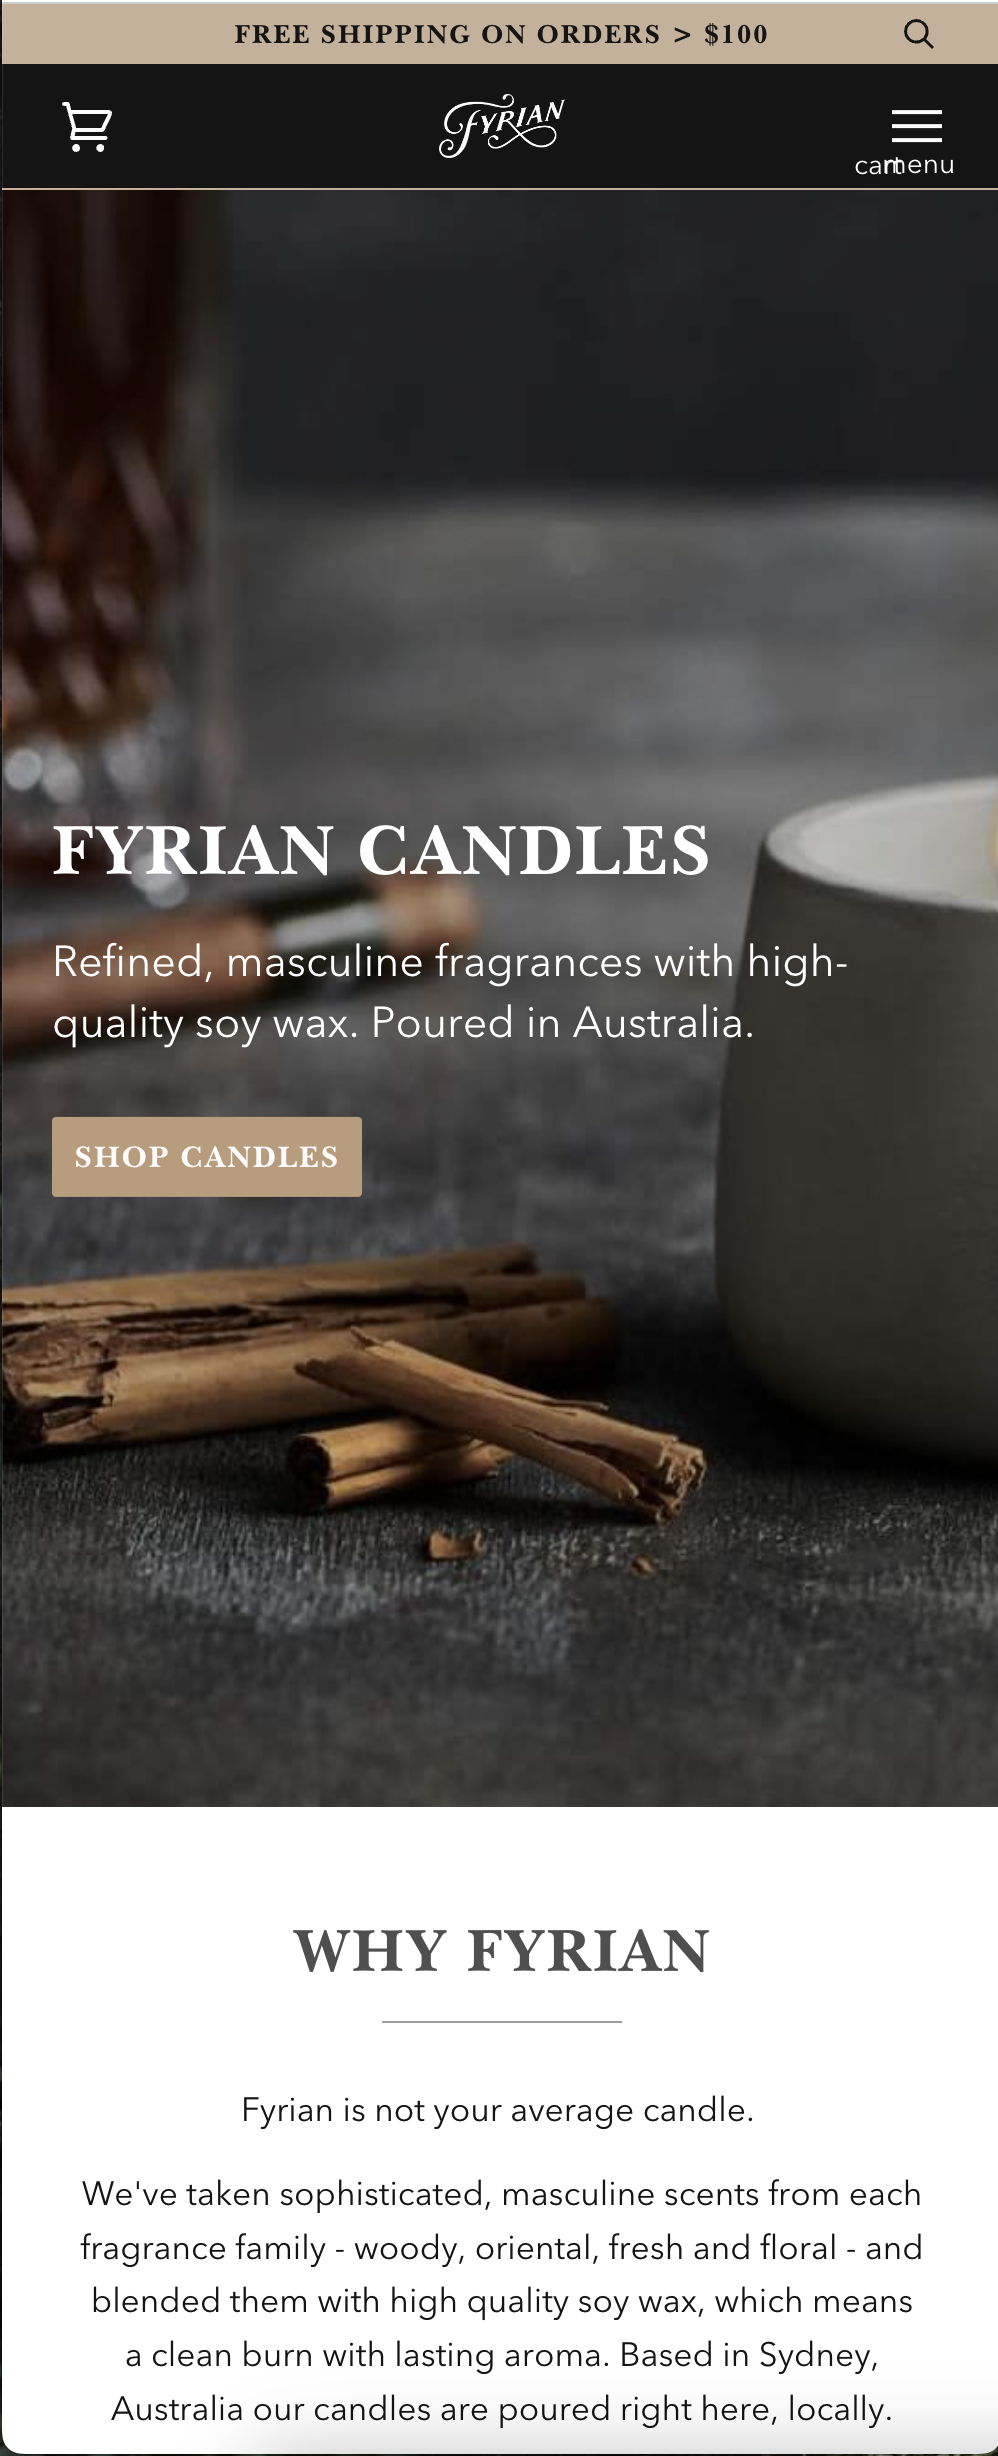 FREE SHIPPING ON ORDERS > $100
FYRIAN
cart
menu
FYRIAN CANDLES
Refined, masculine fragrances with high-
quality soy wax. Poured in Australia.
SHOP CANDLES
WHY FYRIAN
Fyrian is not your average candle.
We've taken sophisticated, masculine scents from each
fragrance family - woody, oriental, fresh and floral - and
blended them with high quality soy wax, which means
a clean burn with lasting aroma. Based in Sydney,
Australia our candles are poured right here, locally.